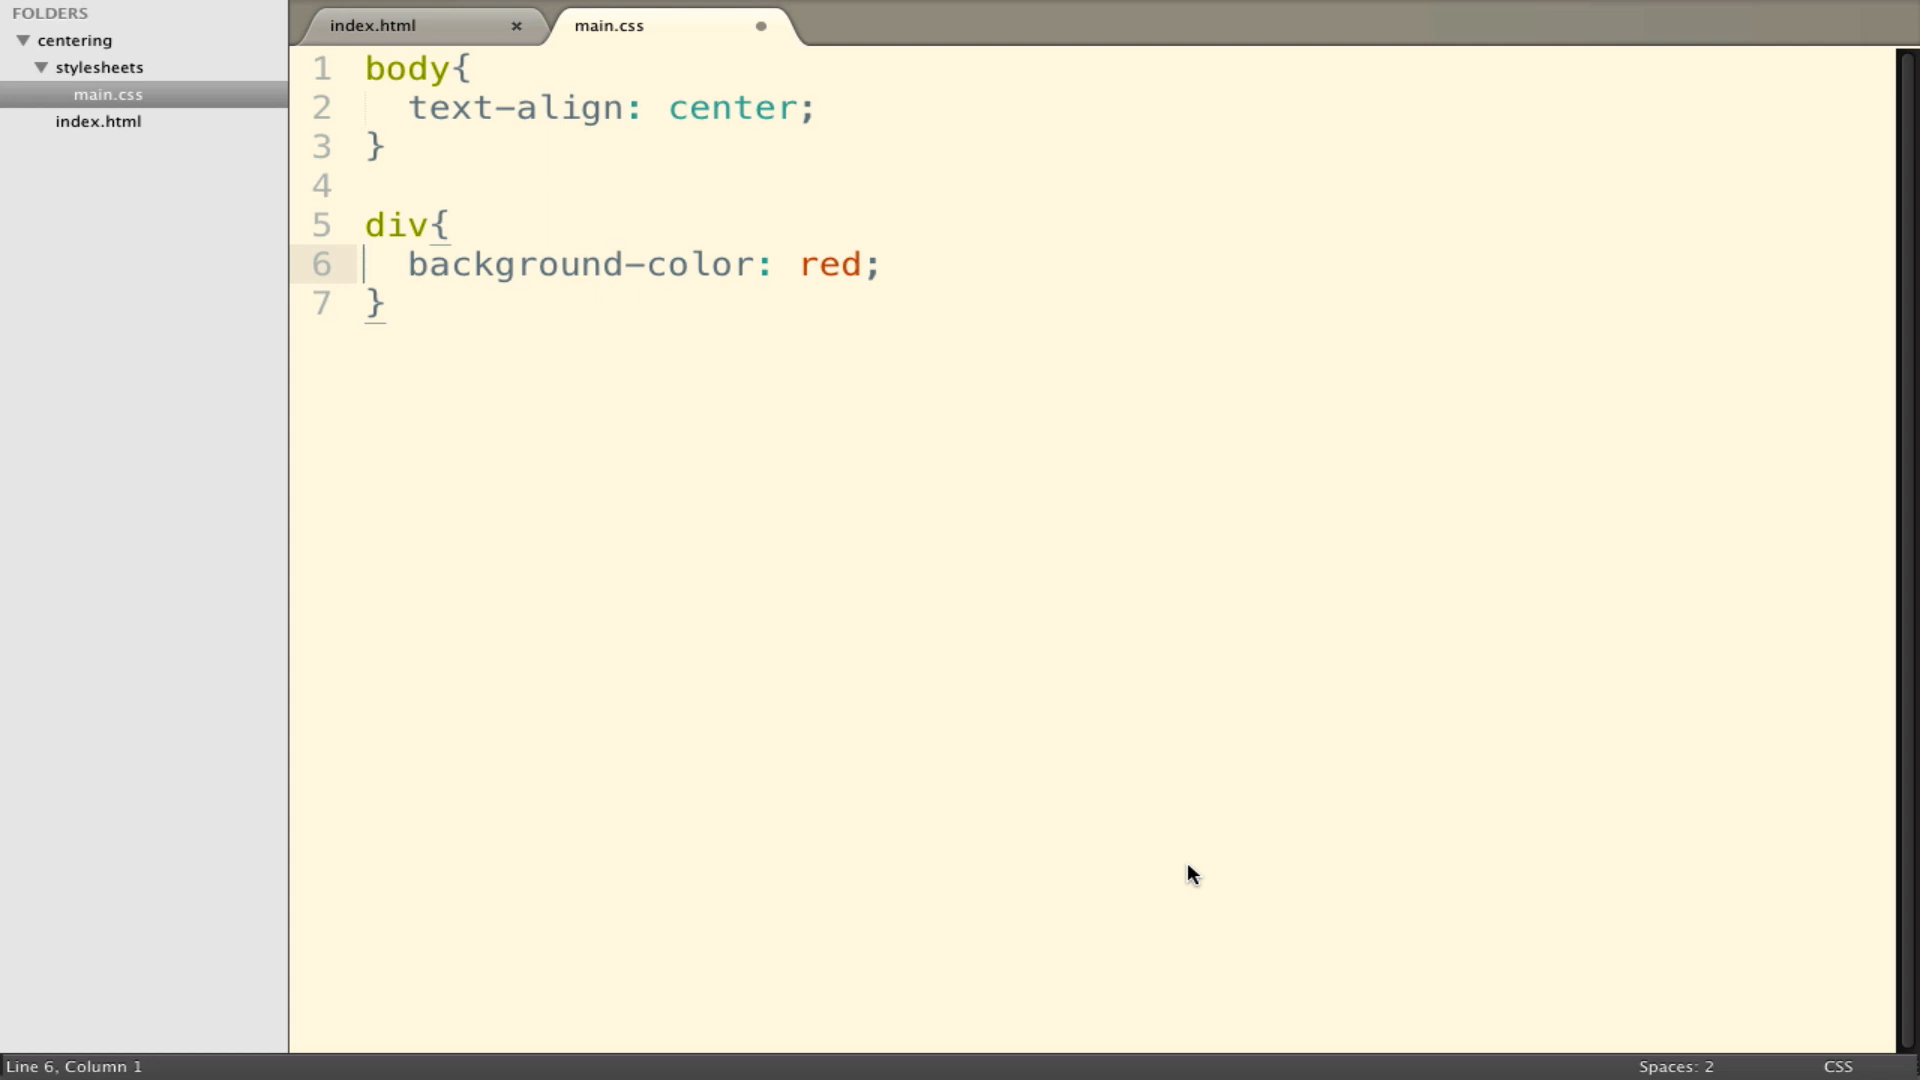 FOLDERS
centering
stylesheets
main.css
index.html
index.html ×
main.css
1 body{
2 text-align: center;
3 }
4
5 div{
6 background-color: red;
7 }
Line 6, Column 1
Spaces: 2
CSS